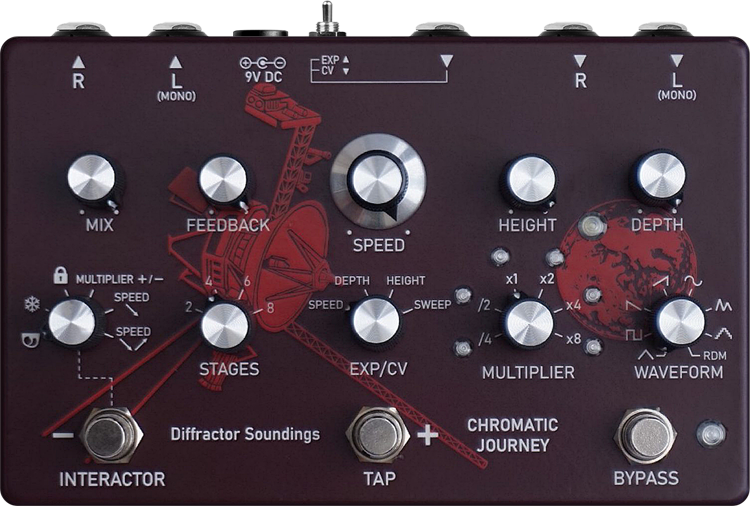 R
L
(MONO)
9V DC
EXP
CV
R
L
(MONO)
MIX
FEEDBACK
SPEED
HEIGHT
DEPTH
MULTIPLIER +/−
SPEED
SPEED
2 4 6 8
STAGES
SPEED DEPTH HEIGHT SWEEP
EXP/CV
/4 /2 x1 x2 x4 x8
MULTIPLIER
RDM
WAVEFORM
−
INTERACTOR
Diffractor Soundings
TAP
+
CHROMATIC
JOURNEY
BYPASS